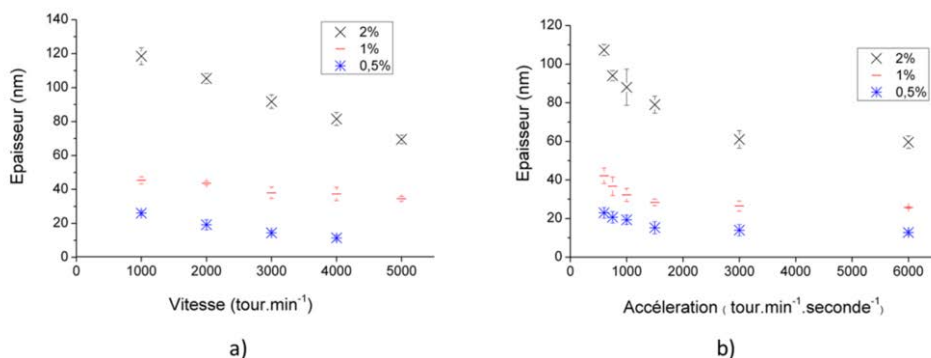 140
120
100
80
60
40
20
0
Epaisseur (nm)
2%
1%
0,5%
0 1000 2000 3000 4000 5000
Vitesse (tour.min⁻¹)
a)
120
100
80
60
40
20
0
Epaisseur (nm)
2%
1%
0,5%
0 1000 2000 3000 4000 5000 6000
Accéleration ( tour.min⁻¹.seconde⁻¹)
b)